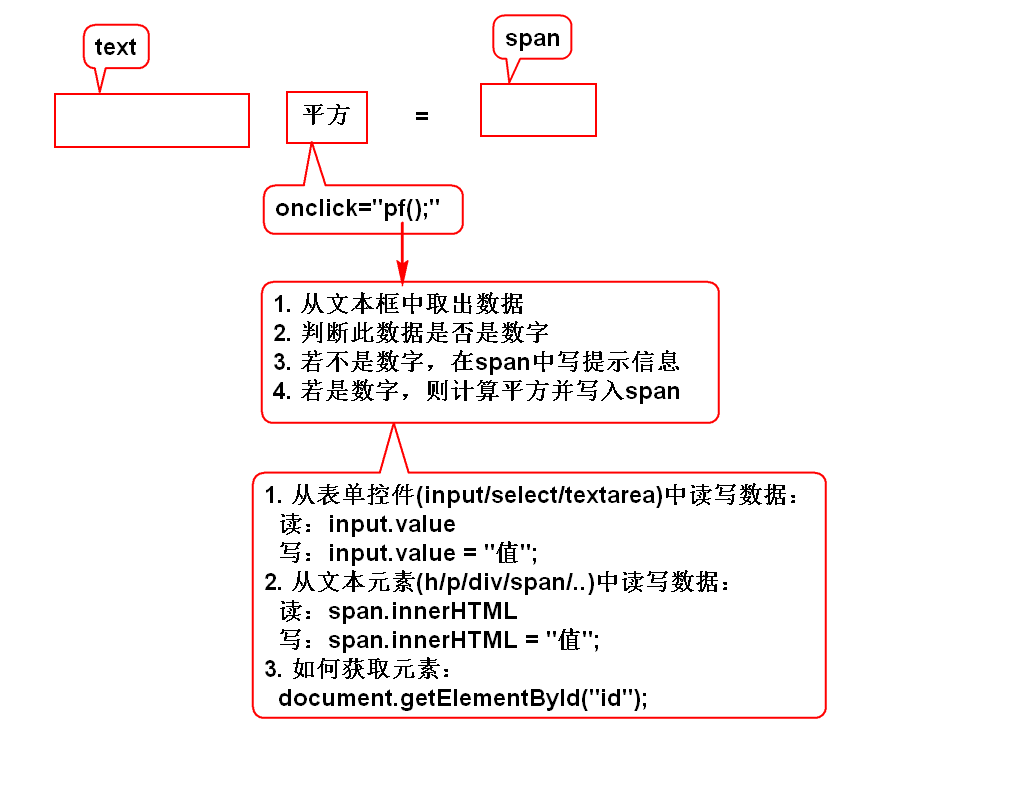 text
span
平方
=
onclick="pf();"
1. 从文本框中取出数据
2. 判断此数据是否是数字
3. 若不是数字，在span中写提示信息
4. 若是数字，则计算平方并写入span
1. 从表单控件(input/select/textarea)中读写数据：
读：input.value
写：input.value = "值";
2. 从文本元素(h/p/div/span/..)中读写数据：
读：span.innerHTML
写：span.innerHTML = "值";
3. 如何获取元素：
document.getElementById("id");